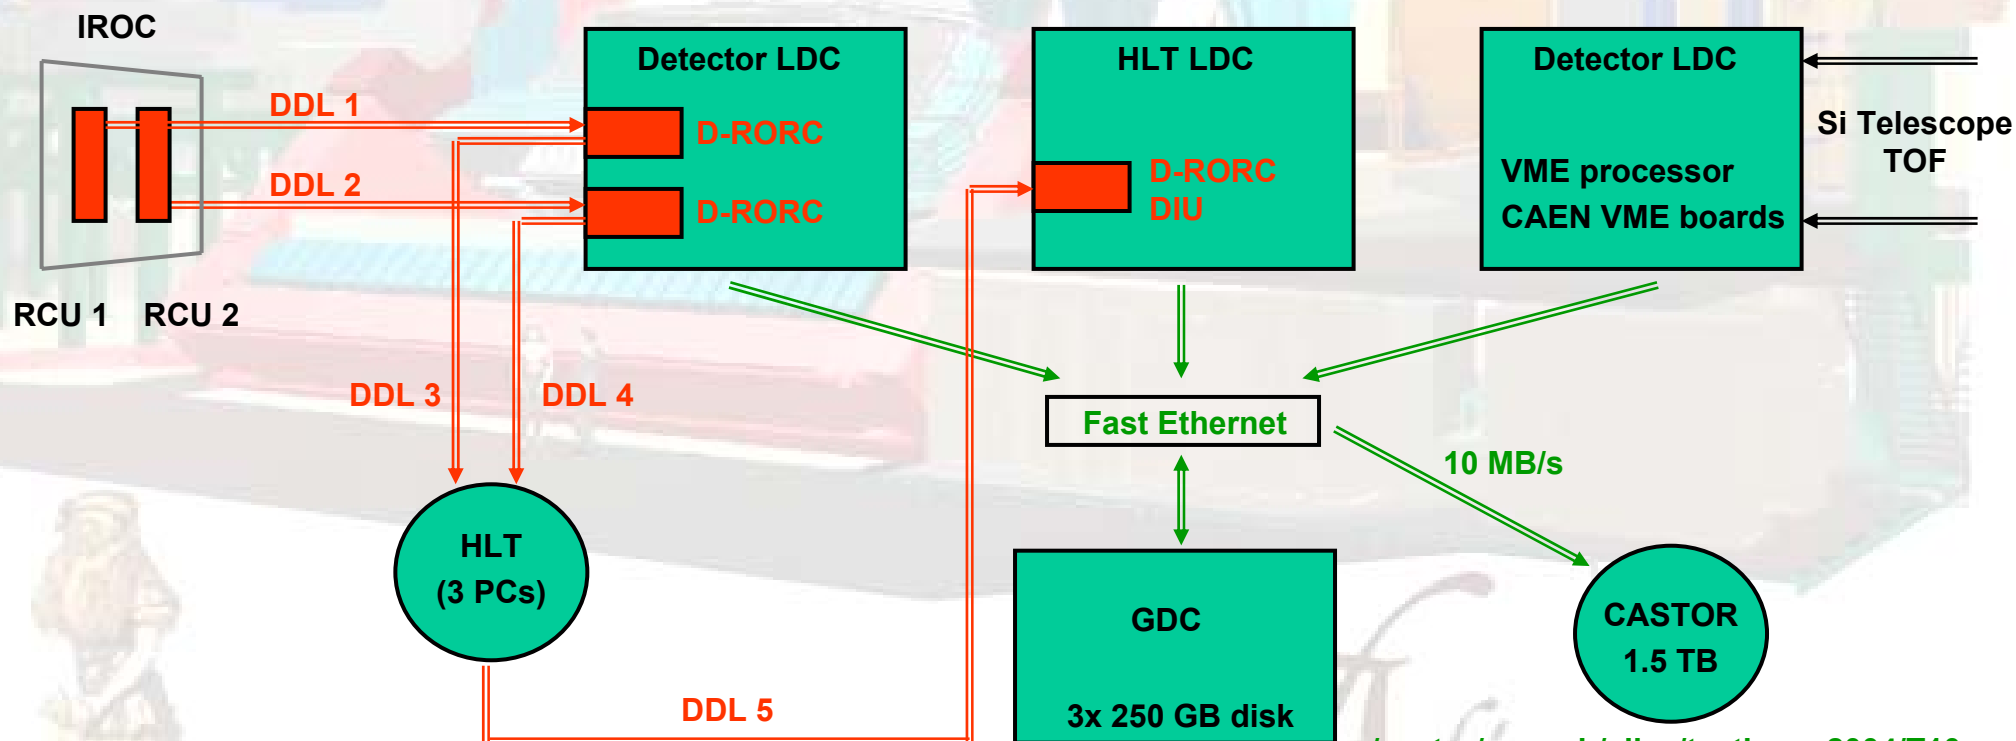 IROC
RCU 1
RCU 2
DDL 1
DDL 2
Detector LDC
D-RORC
D-RORC
HLT LDC
D-RORC
DIU
Detector LDC
VME processor
CAEN VME boards
Si Telescope
TOF
DDL 3
DDL 4
Fast Ethernet
10 MB/s
HLT
(3 PCs)
DDL 5
GDC
3x 250 GB disk
CASTOR
1.5 TB